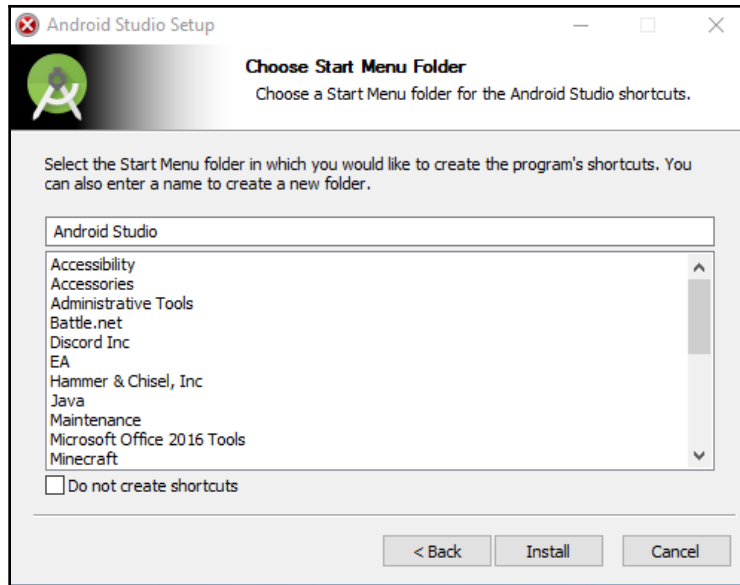 Android Studio Setup
Choose Start Menu Folder
Choose a Start Menu folder for the Android Studio shortcuts.
Select the Start Menu folder in which you would like to create the program's shortcuts. You
can also enter a name to create a new folder.
Android Studio
Accessibility
Accessories
Administrative Tools
Battle.net
Discord Inc
EA
Hammer & Chisel, Inc
Java
Maintenance
Microsoft Office 2016 Tools
Minecraft
Do not create shortcuts
< Back Install Cancel